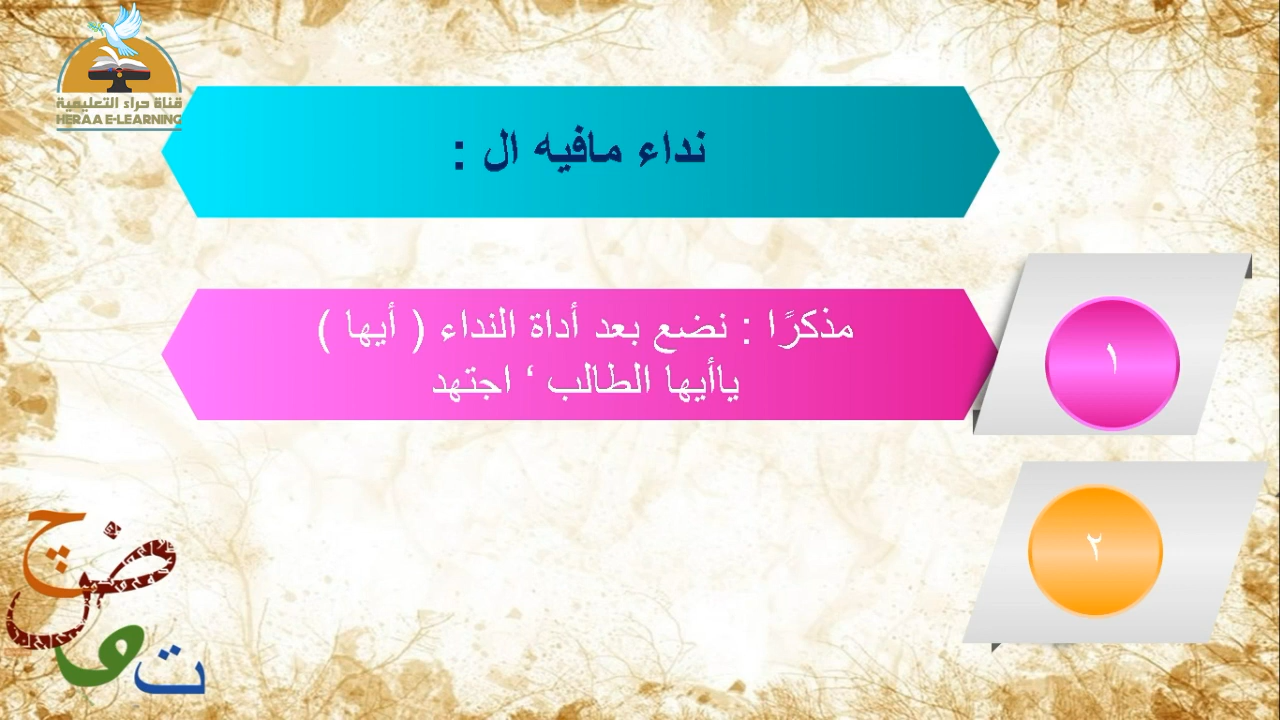 قناة حراء التعليمية
HERAA E-LEARNING
نداء مافيه ال :
مذكرًا : نضع بعد أداة النداء ( أيها )
ياأيها الطالب ‘ اجتهد
١
٢
ج
ض
و
ت